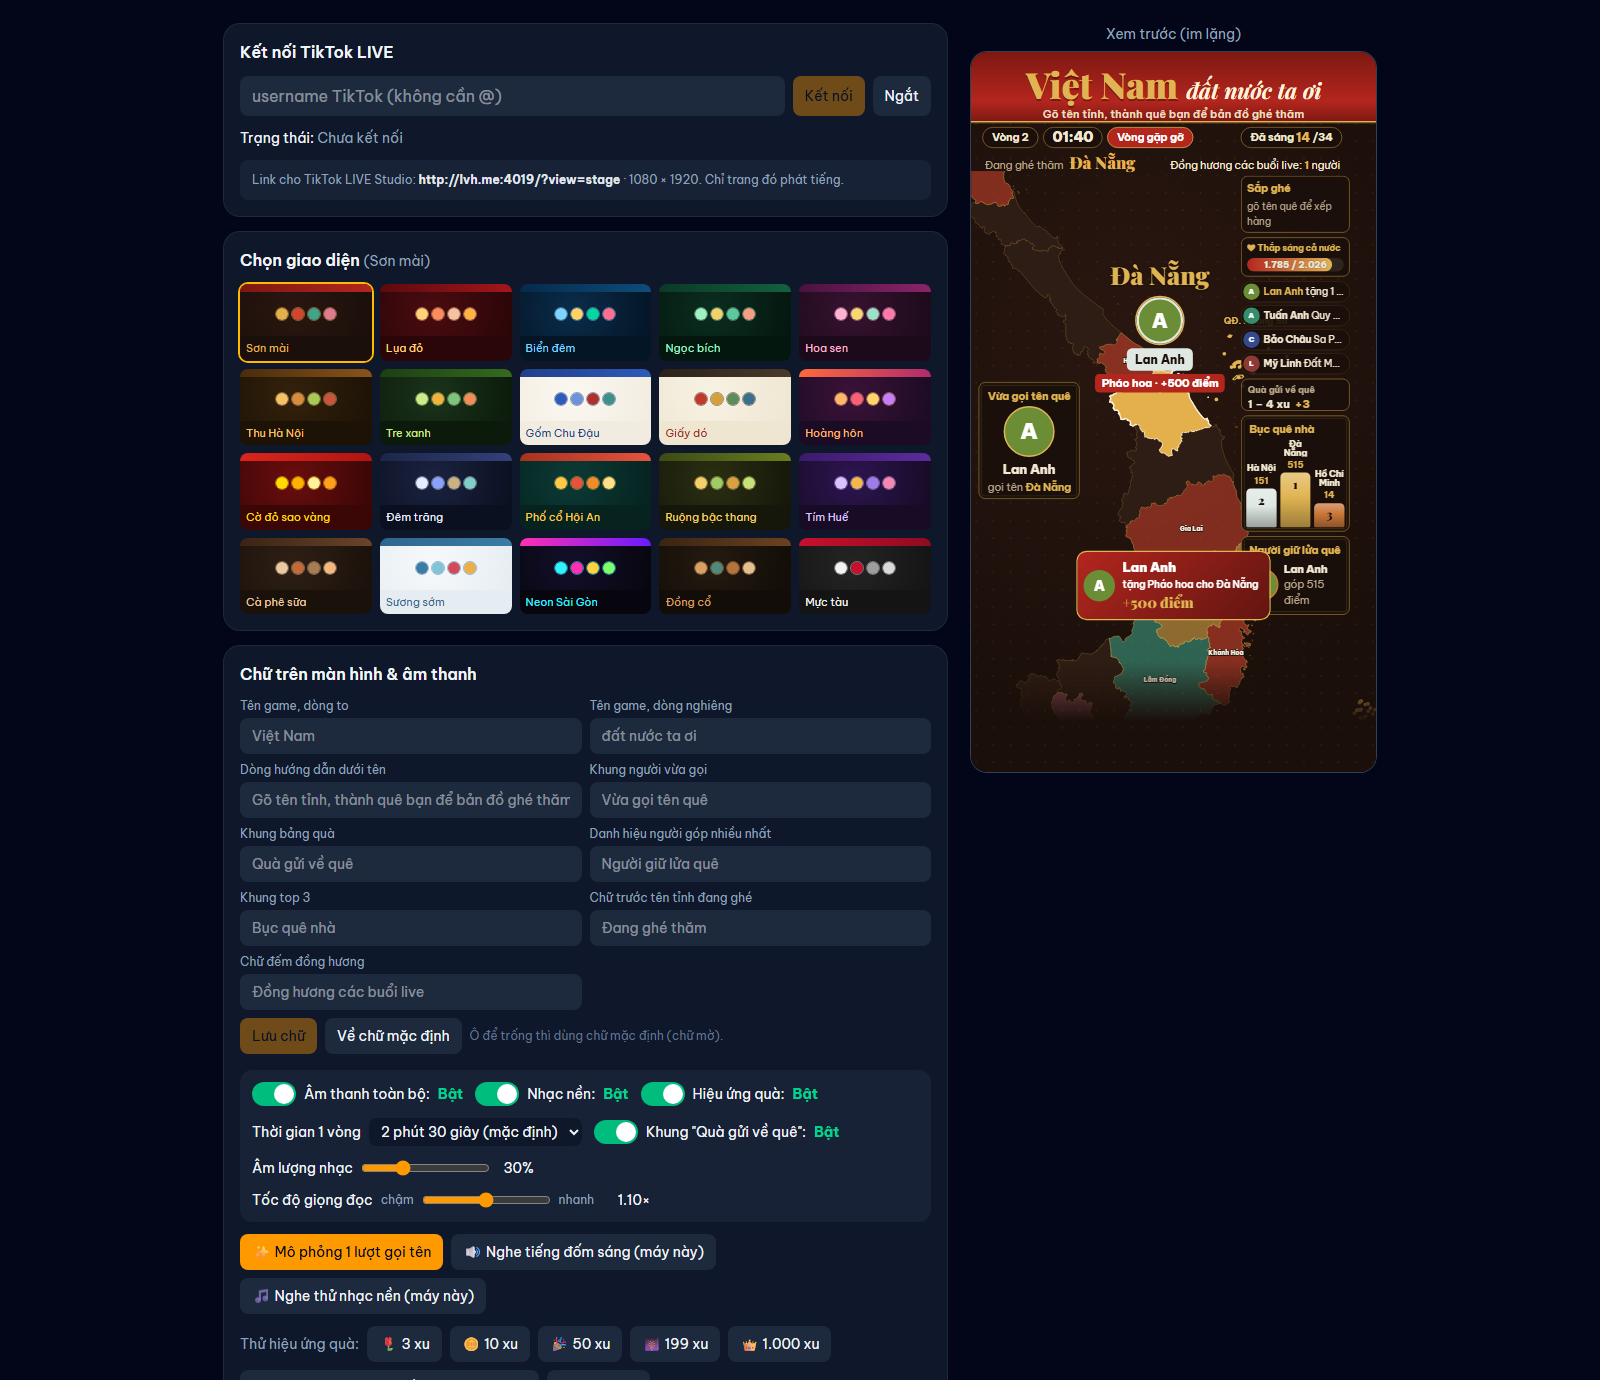 Kết nối TikTok LIVE
username TikTok (không cần @)
Kết nối
Ngắt
Trạng thái: Chưa kết nối
Link cho TikTok LIVE Studio: http://lvh.me:4019/?view=stage · 1080 × 1920. Chỉ trang đó phát tiếng.
Chọn giao diện (Sơn mài)
Sơn mài
Lụa đỏ
Biển đêm
Ngọc bích
Hoa sen
Thu Hà Nội
Tre xanh
Gốm Chu Đậu
Giấy dó
Hoàng hôn
Cờ đỏ sao vàng
Đêm trăng
Phố cổ Hội An
Ruộng bậc thang
Tím Huế
Cà phê sữa
Sương sớm
Neon Sài Gòn
Đồng cổ
Mực tàu
Chữ trên màn hình & âm thanh
Tên game, dòng to
Tên game, dòng nghiêng
Việt Nam
đất nước ta ơi
Dòng hướng dẫn dưới tên
Khung người vừa gọi
Gõ tên tỉnh, thành quê bạn để bản đồ ghé thăm
Vừa gọi tên quê
Khung bảng quà
Danh hiệu người góp nhiều nhất
Quà gửi về quê
Người giữ lửa quê
Khung top 3
Chữ trước tên tỉnh đang ghé
Bục quê nhà
Đang ghé thăm
Chữ đếm đồng hương
Đồng hương các buổi live
Lưu chữ
Về chữ mặc định
Ô để trống thì dùng chữ mặc định (chữ mờ).
Âm thanh toàn bộ: Bật
Nhạc nền: Bật
Hiệu ứng quà: Bật
Thời gian 1 vòng
2 phút 30 giây (mặc định)
Khung "Quà gửi về quê": Bật
Âm lượng nhạc
30%
Tốc độ giọng đọc
chậm
nhanh
1.10×
Mô phỏng 1 lượt gọi tên
Nghe tiếng đốm sáng (máy này)
Nghe thử nhạc nền (máy này)
Thử hiệu ứng quà:
3 xu
10 xu
50 xu
199 xu
1.000 xu
Xem trước (im lặng)
Việt Nam đất nước ta ơi
Gõ tên tỉnh, thành quê bạn để bản đồ ghé thăm
Vòng 2
01:40
Vòng gặp gỡ
Đã sáng 14 /34
Đang ghé thăm Đà Nẵng
Đồng hương các buổi live: 1 người
Sắp ghé
gõ tên quê để xếp
hàng
Thắp sáng cả nước
1.785 / 2.026
A
Lan Anh tặng 1 ...
A
Tuấn Anh Quy ...
C
Bảo Châu Sa P...
L
Mỹ Linh Đất M...
Quà gửi về quê
1 – 4 xu +3
Bục quê nhà
Đà
Nẵng
515
Hà Nội
151
Hồ Chí
Minh
14
1
2
3
Người giữ lửa quê
Lan Anh
góp 515
điểm
Đà Nẵng
A
Lan Anh
Pháo hoa · +500 điểm
QĐ.
Vừa gọi tên quê
A
Lan Anh
gọi tên Đà Nẵng
Gia Lai
A
Lan Anh
tặng Pháo hoa cho Đà Nẵng
+500 điểm
Khánh Hòa
Lâm Đồng